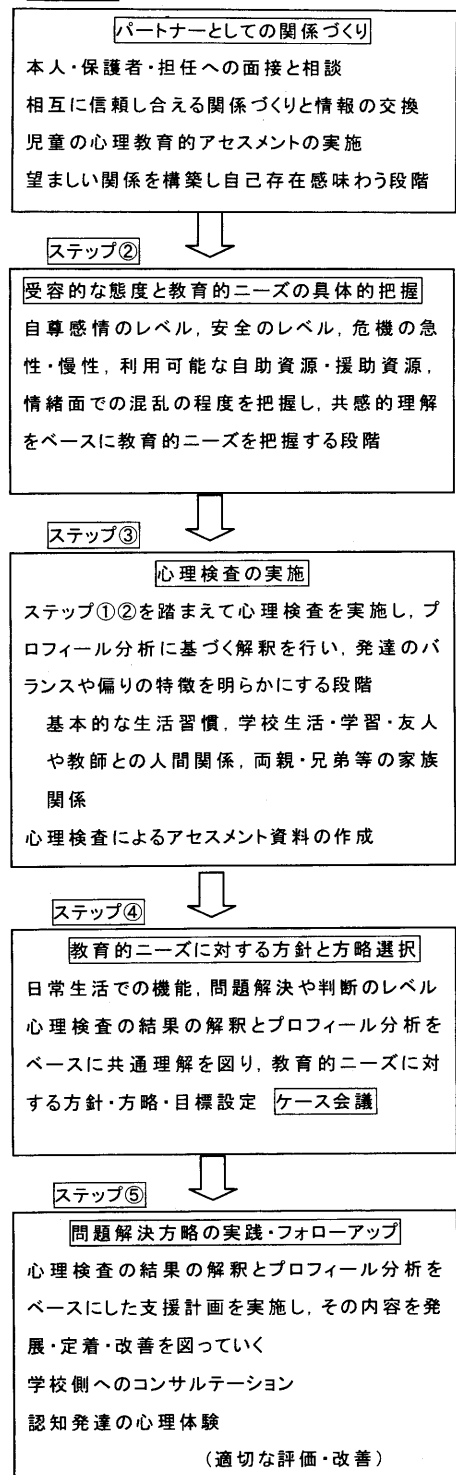 パートナーとしての関係づくり
本人・保護者・担任への面接と相談
相互に信頼し合える関係づくりと情報の交換
児童の心理教育的アセスメントの実施
望ましい関係を構築し自己存在感味わう段階
ステップ②
受容的な態度と教育的ニーズの具体的把握
自尊感情のレベル,安全のレベル,危機の急
性・慢性,利用可能な自助資源・援助資源,
情緒面での混乱の程度を把握し,共感的理解
をベースに教育的ニーズを把握する段階
ステップ③
心理検査の実施
ステップ①②を踏まえて心理検査を実施し,プ
ロフィール分析に基づく解釈を行い,発達のバ
ランスや偏りの特徴を明らかにする段階
基本的な生活習慣,学校生活・学習・友人
や教師との人間関係,両親・兄弟等の家族
関係
心理検査によるアセスメント資料の作成
ステップ④
教育的ニーズに対する方針と方略選択
日常生活での機能,問題解決や判断のレベル
心理検査の結果の解釈とプロフィール分析を
ベースに共通理解を図り,教育的ニーズに対
する方針・方略・目標設定 ケース会議
ステップ⑤
問題解決方略の実践・フォローアップ
心理検査の結果の解釈とプロフィール分析を
ベースにした支援計画を実施し,その内容を発
展・定着・改善を図っていく
学校側へのコンサルテーション
認知発達の心理体験
(適切な評価・改善)